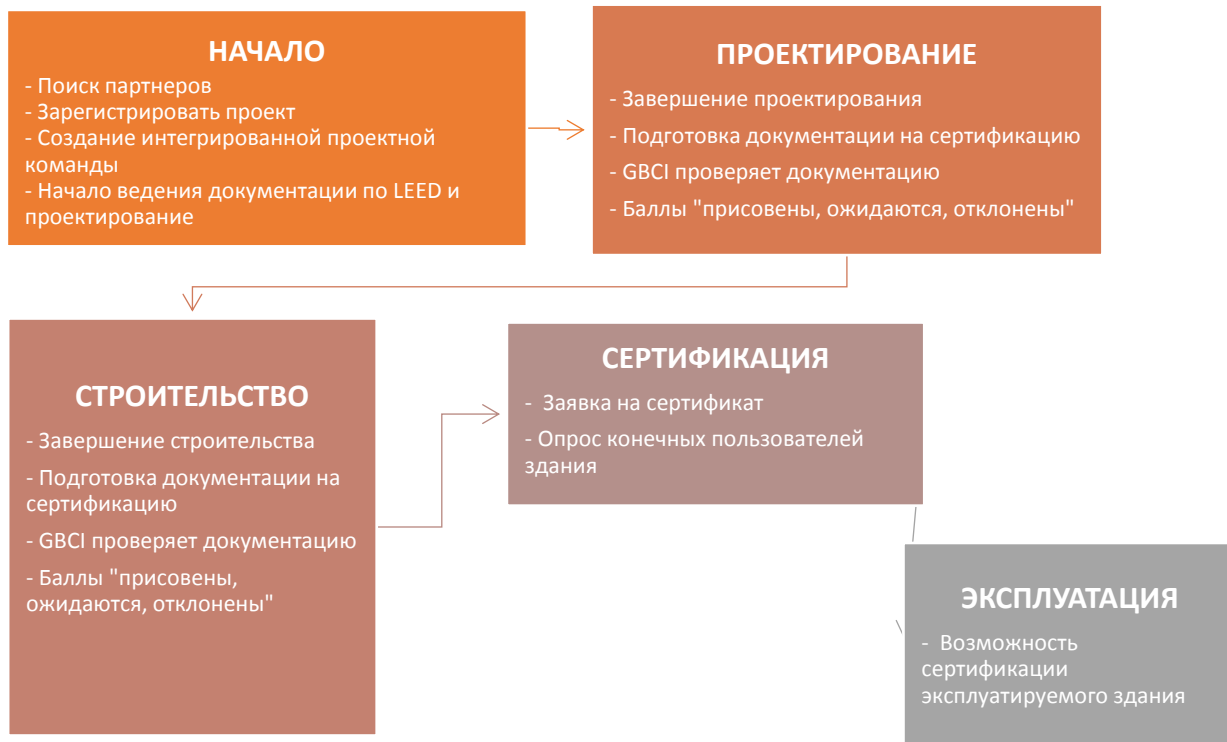 НАЧАЛО
- Поиск партнеров
- Зарегистрировать проект
- Создание интегрированной проектной
команды
- Начало ведения документации по LEED и
проектирование
ПРОЕКТИРОВАНИЕ
- Завершение проектирования
- Подготовка документации на сертификацию
- GBCI проверяет документацию
- Баллы "присовены, ожидаются, отклонены"
СТРОИТЕЛЬСТВО
- Завершение строительства
- Подготовка документации на
сертификацию
- GBCI проверяет документацию
- Баллы "присовены,
ожидаются, отклонены"
СЕРТИФИКАЦИЯ
- Заявка на сертификат
- Опрос конечных пользователей
здания
ЭКСПЛУАТАЦИЯ
- Возможность
сертификации
эксплуатируемого здания